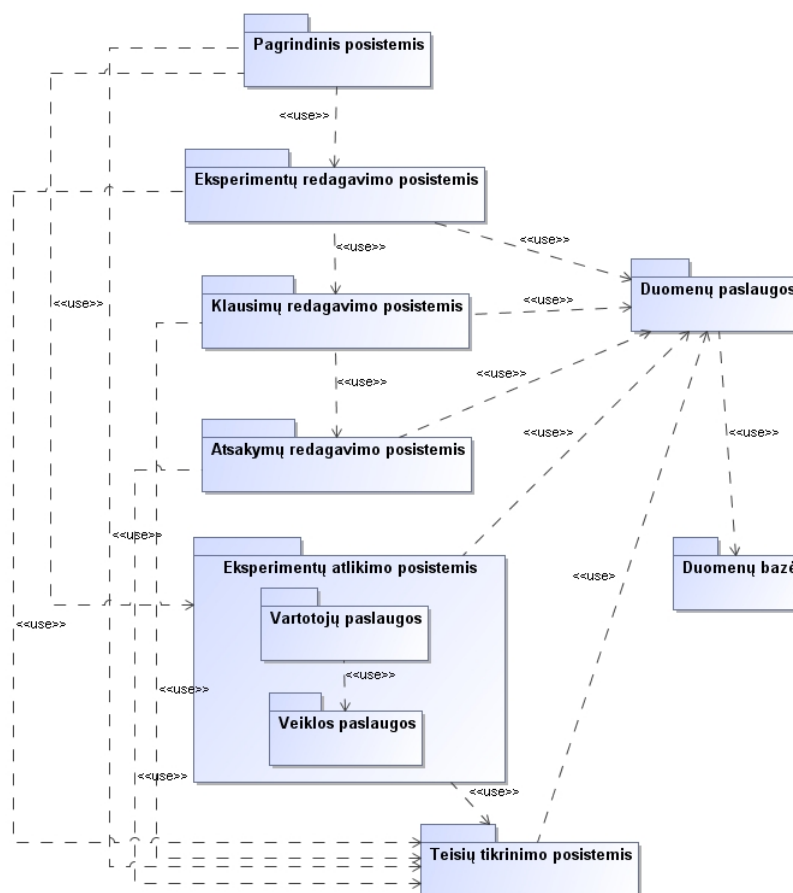 Pagrindinis posistemis
<<use>>
Eksperimentų redagavimo posistemis
<<use>>
<<use>>
Duomenų paslaugos
<<use>>
<<use>>
Klausimų redagavimo posistemis
<<use>>
<<use>>
<<use>>
<<use>>
Atsakymų redagavimo posistemis
<<use>>
Eksperimentų atlikimo posistemis
Duomenų bazė
<<use>
Vartotojų paslaugos
<<use>>
<<use>>
<<use>>
Veiklos paslaugos
<<use>>
<<use>>
Teisių tikrinimo posistemis